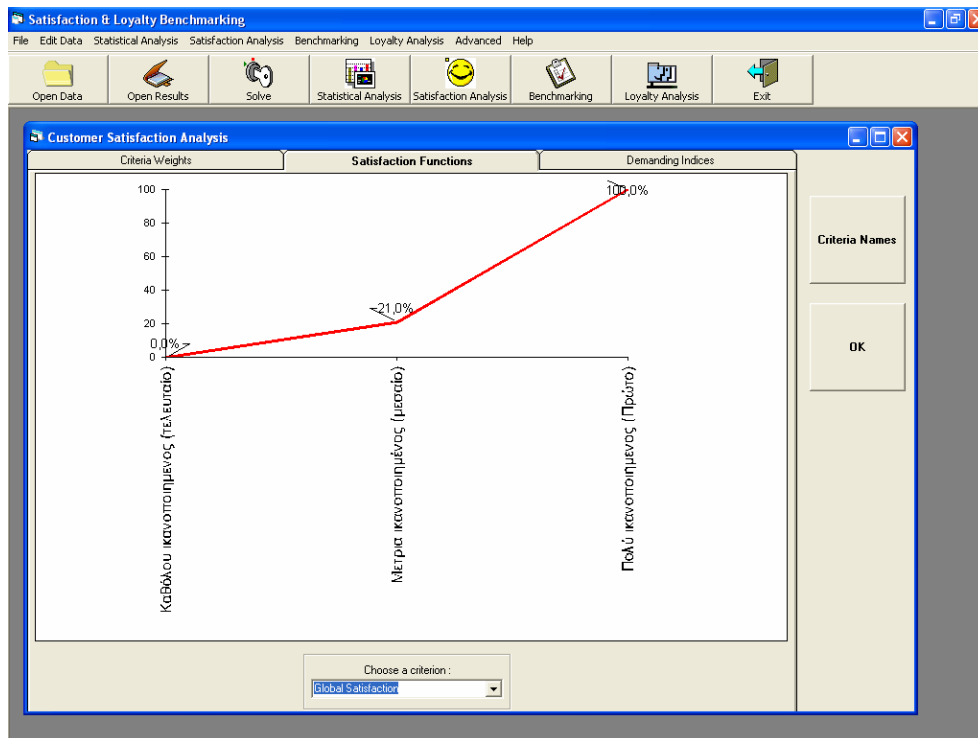 Satisfaction & Loyalty Benchmarking
File Edit Data Statistical Analysis Satisfaction Analysis Benchmarking Loyalty Analysis Advanced Help
Open Data Open Results Solve Statistical Analysis Satisfaction Analysis Benchmarking Loyalty Analysis Exit
Customer Satisfaction Analysis
Criteria Weights Satisfaction Functions Demanding Indices
100
80
60
40
20
0
0,0%
21,0%
100,0%
Καθόλου ικανοποιημενος (τελευταίο)
Μετρια ικανοποιημένος (μεσαίο)
Πολύ ικανοποιημενος (Πρώτο)
Criteria Names
OK
Choose a criterion :
Global Satisfaction